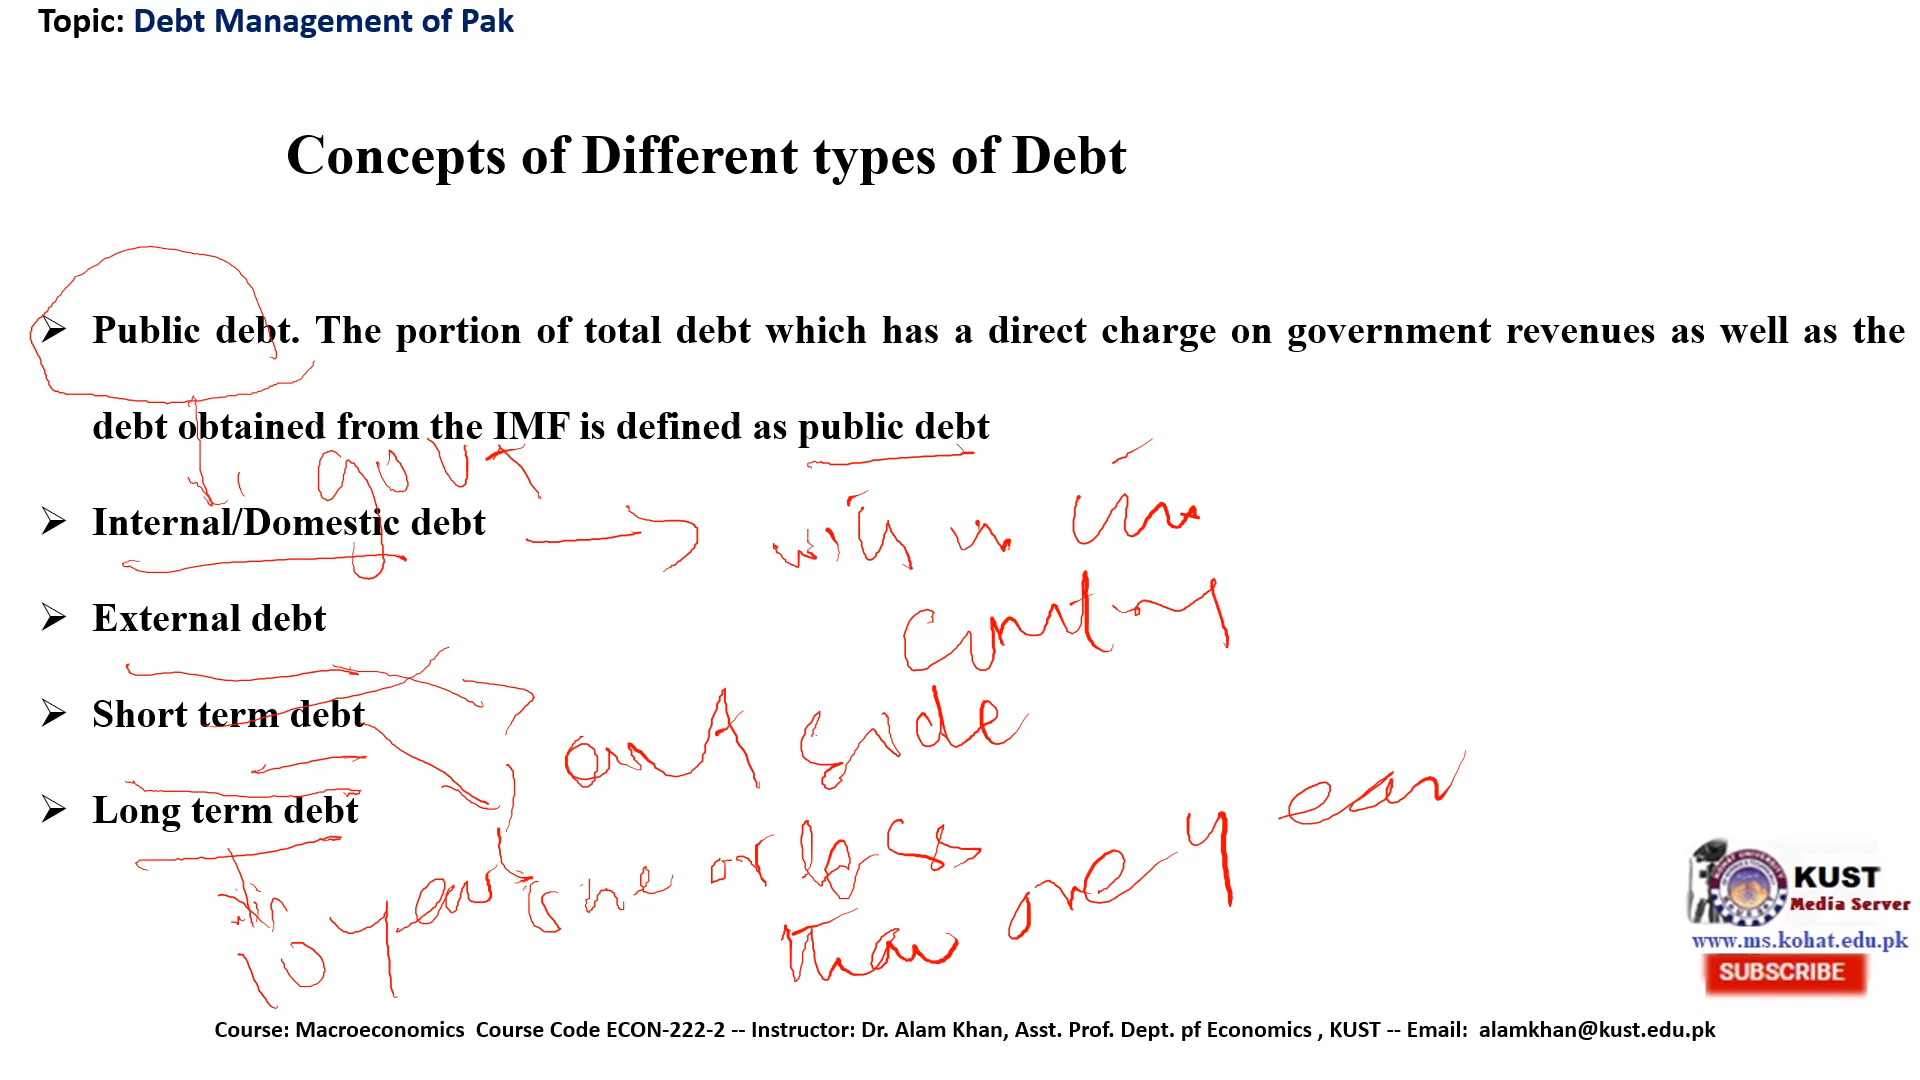 Topic: Debt Management of Pak
Concepts of Different types of Debt
➢ Public debt. The portion of total debt which has a direct charge on government revenues as well as the
debt obtained from the IMF is defined as public debt
govt
➢ Internal/Domestic debt
with in the
➢ External debt
country
➢ Short term debt
out side
➢ Long term debt
one or less
than one year
10 year
KUST
Media Server
www.ms.kohat.edu.pk
SUBSCRIBE
Course: Macroeconomics Course Code ECON-222-2 -- Instructor: Dr. Alam Khan, Asst. Prof. Dept. pf Economics , KUST -- Email: alamkhan@kust.edu.pk